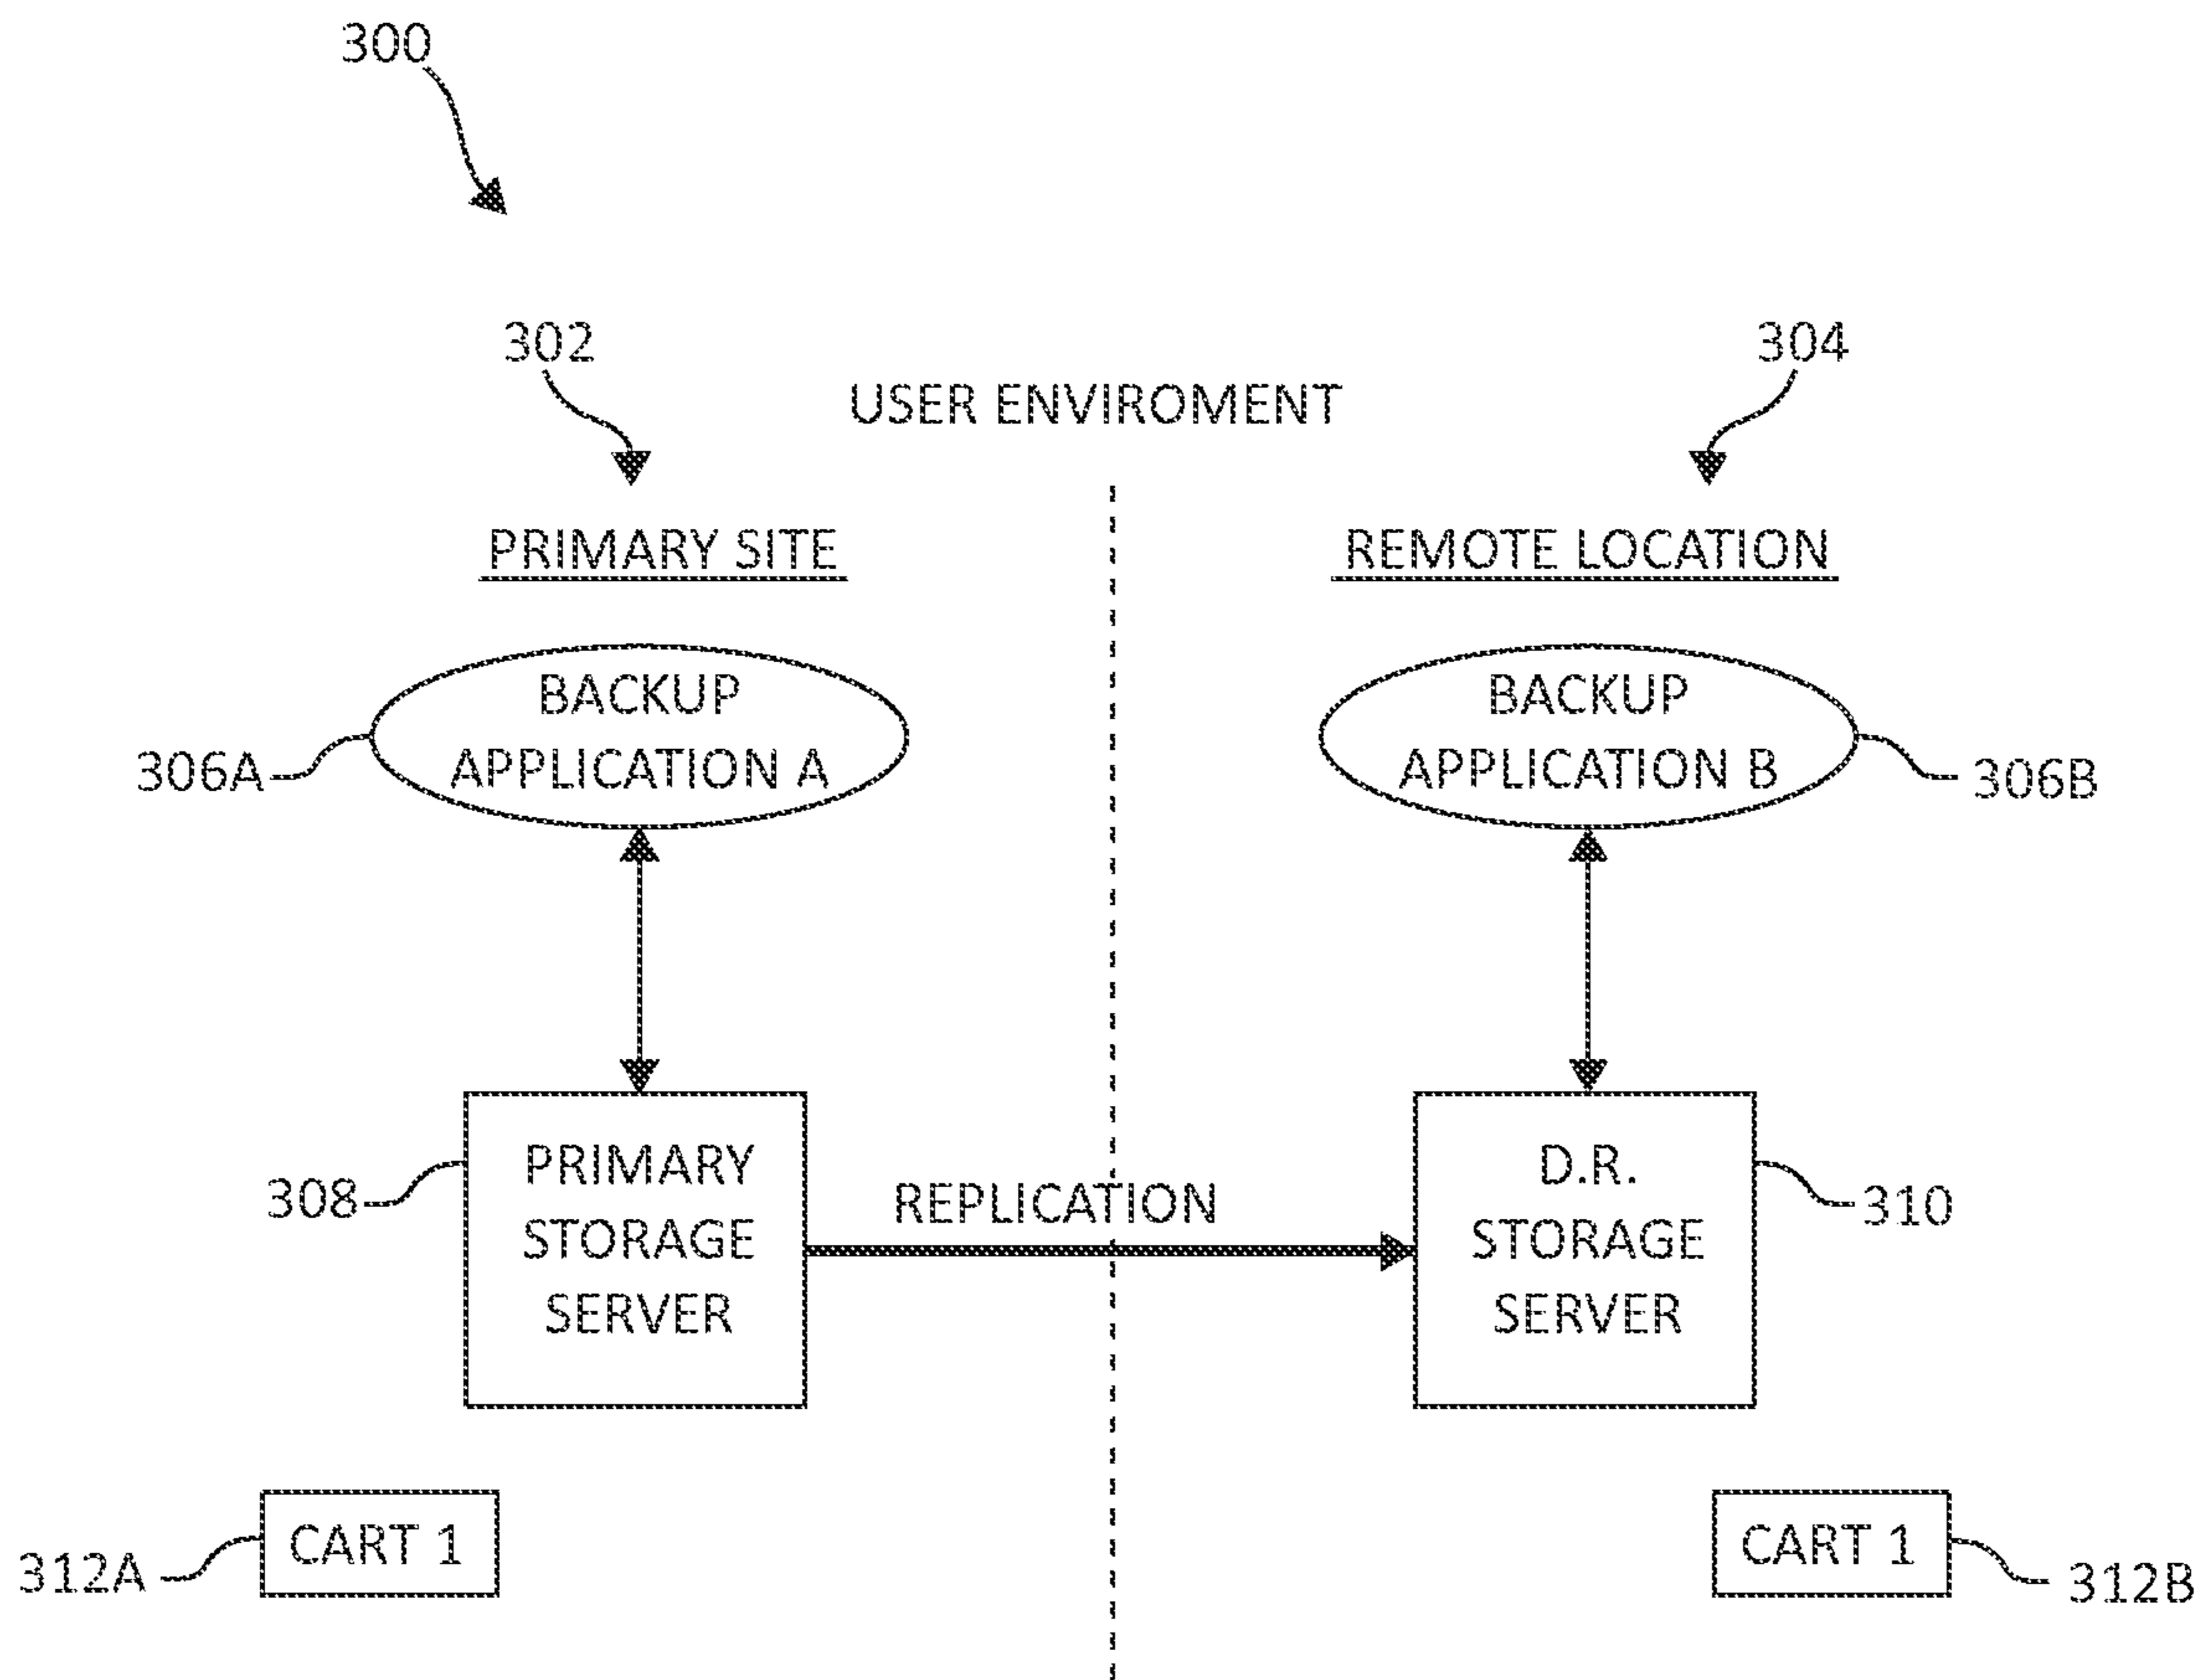 300
302
304
USER ENVIROMENT
PRIMARY SITE
REMOTE LOCATION
BACKUP
APPLICATION A
306A
BACKUP
APPLICATION B
306B
PRIMARY
STORAGE
SERVER
308
REPLICATION
D.R.
STORAGE
SERVER
310
CART 1
312A
CART 1
312B